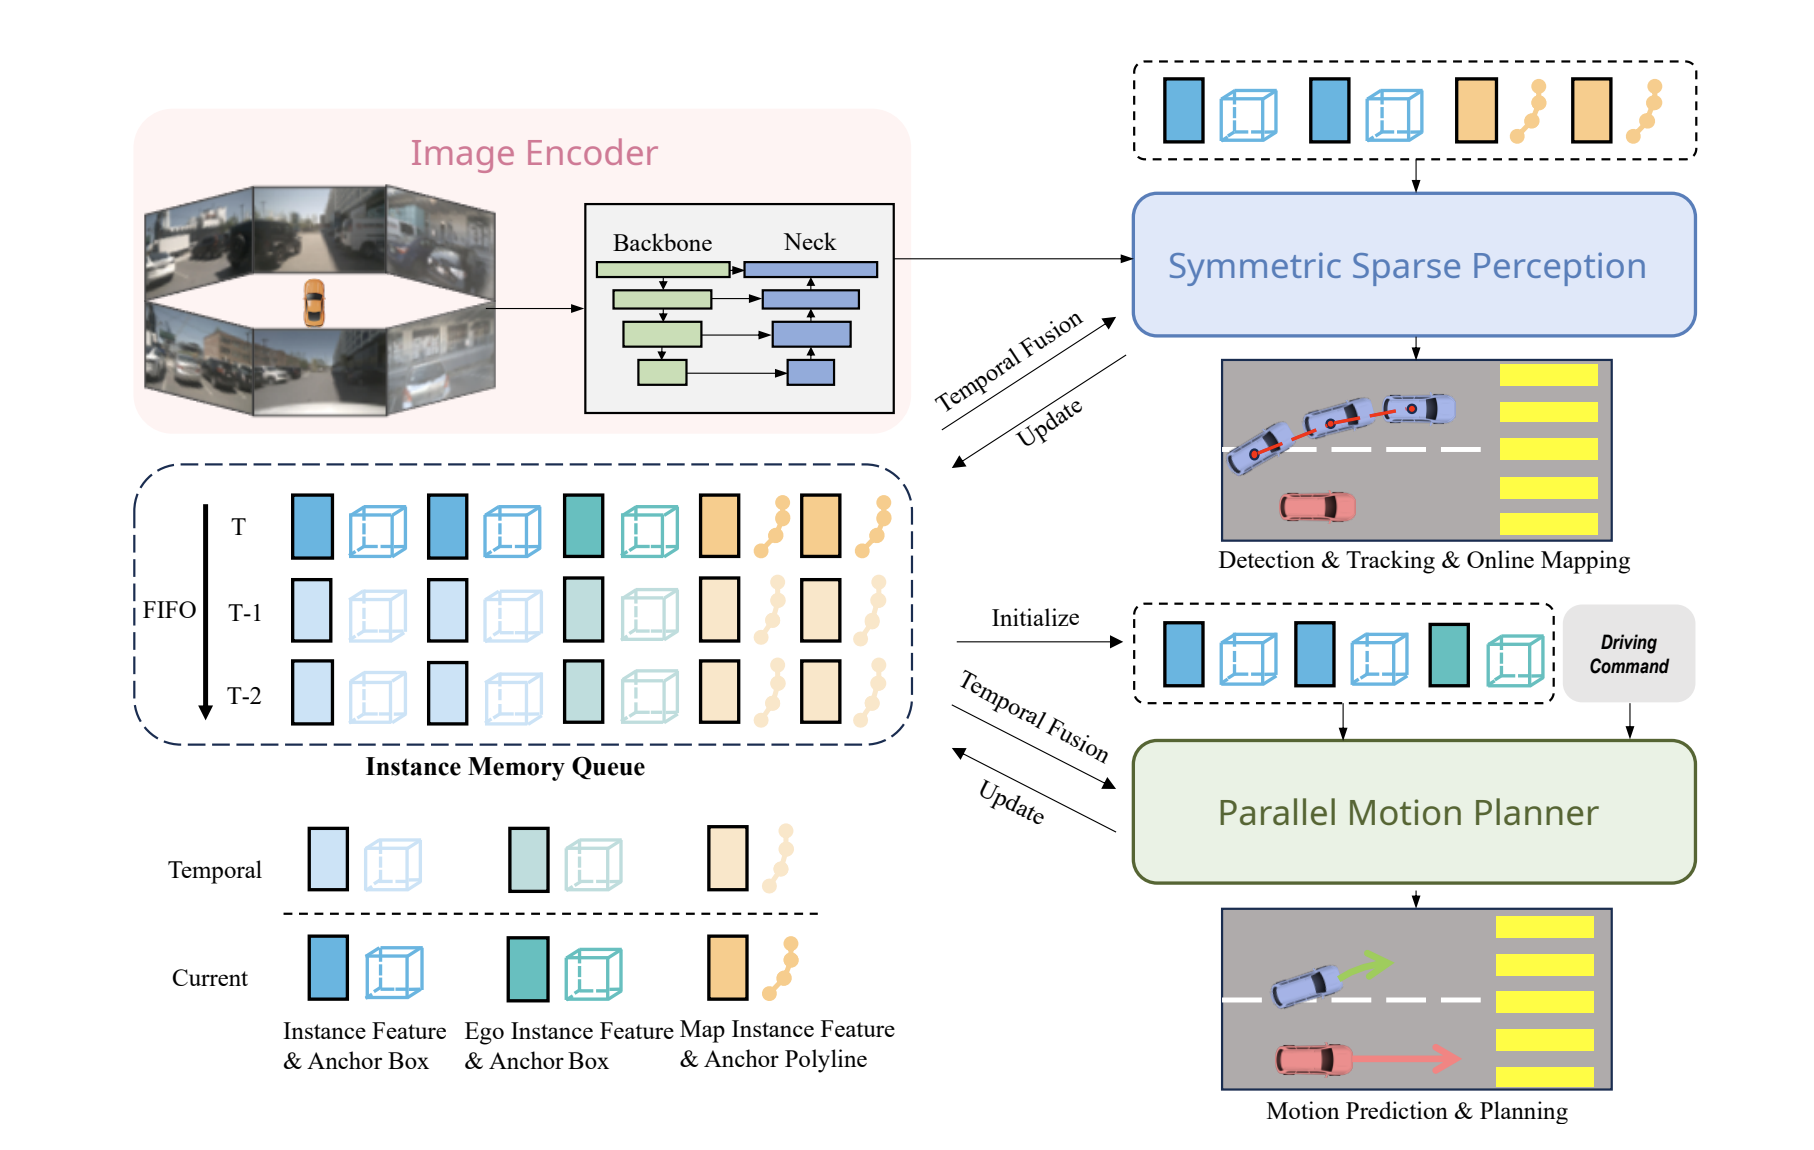 Image Encoder
Backbone
Neck
Symmetric Sparse Perception
Temporal Fusion
Update
Detection & Tracking & Online Mapping
FIFO
T
T-1
T-2
Instance Memory Queue
Initialize
Driving
Command
Temporal Fusion
Update
Parallel Motion Planner
Motion Prediction & Planning
Temporal
Current
Instance Feature
& Anchor Box
Ego Instance Feature
& Anchor Box
Map Instance Feature
& Anchor Polyline